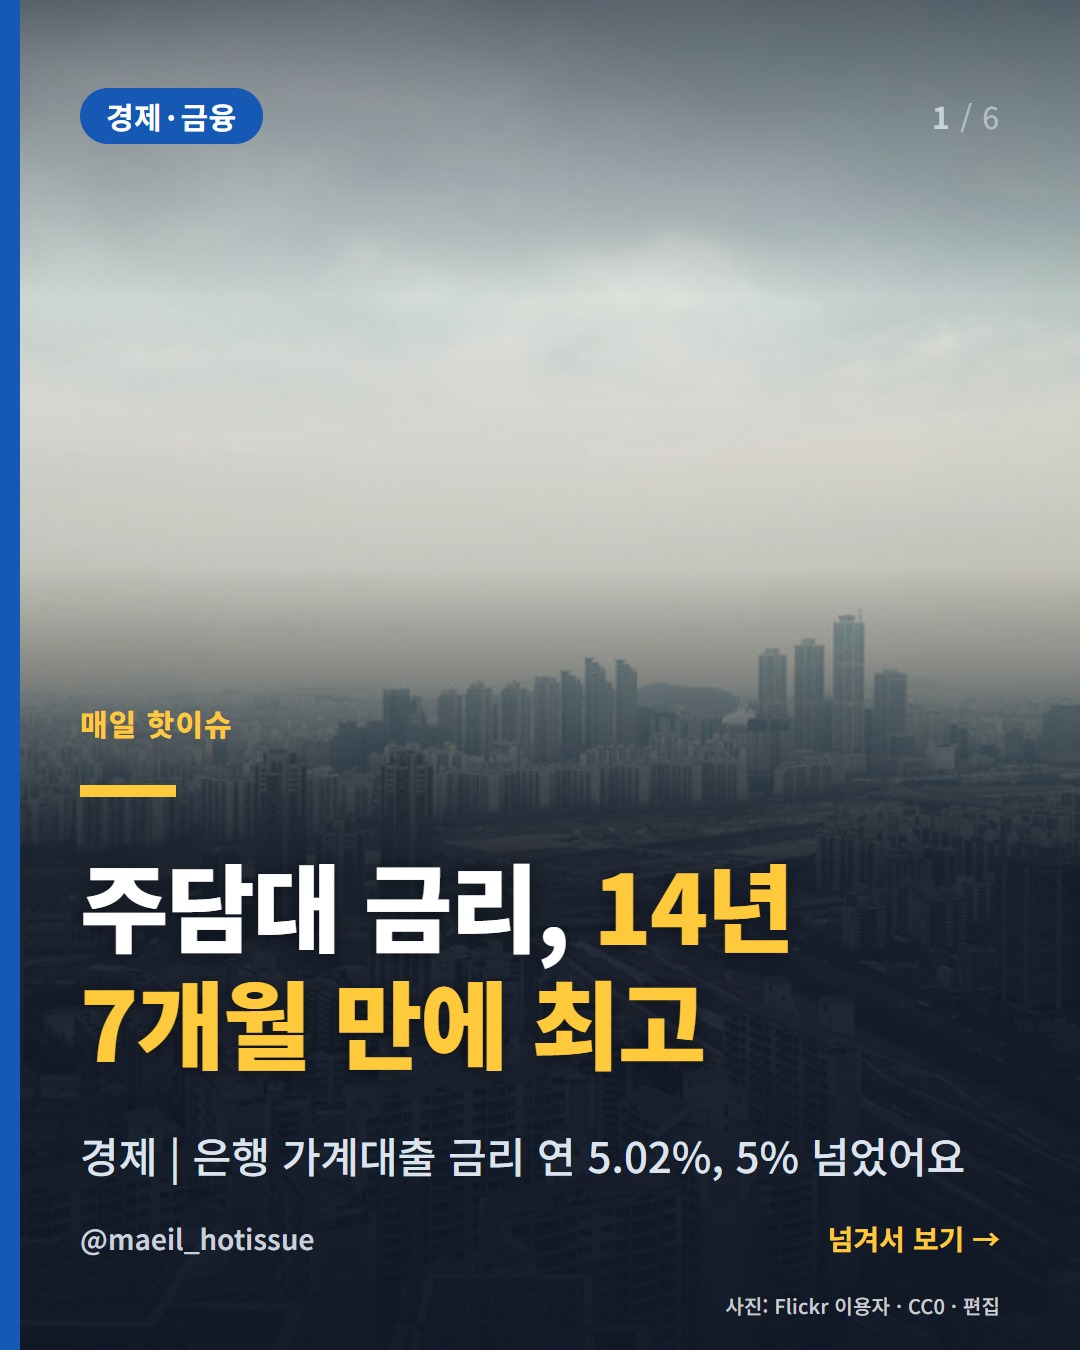 경제·금융
1 / 6
매일 핫이슈
주담대 금리, 14년
7개월 만에 최고
경제 | 은행 가계대출 금리 연 5.02%, 5% 넘었어요
@maeil_hotissue
넘겨서 보기 →
사진: Flickr 이용자 · CC0 · 편집